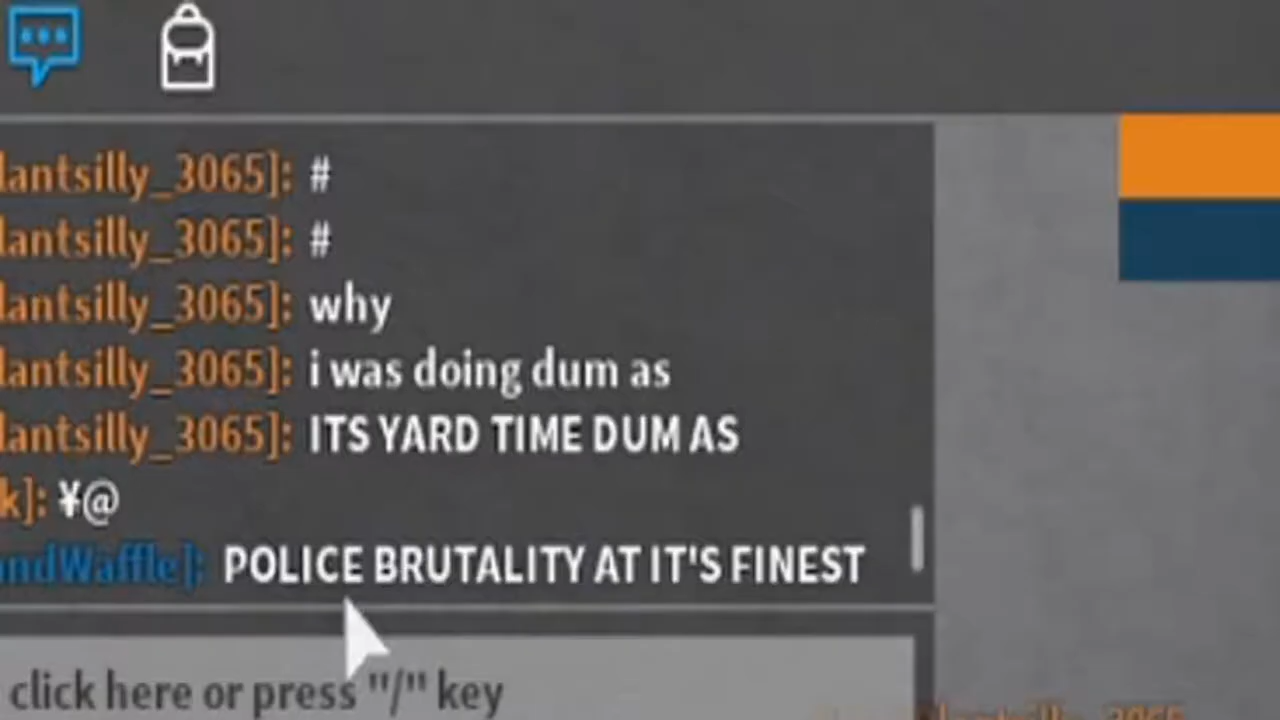 lantsilly_3065]: #
lantsilly_3065]: #
lantsilly_3065]: why
lantsilly_3065]: i was doing dum as
lantsilly_3065]: ITS YARD TIME DUM AS
k]: ¥@
andWaffle]: POLICE BRUTALITY AT IT'S FINEST
click here or press "/" key
lantsilly_3065